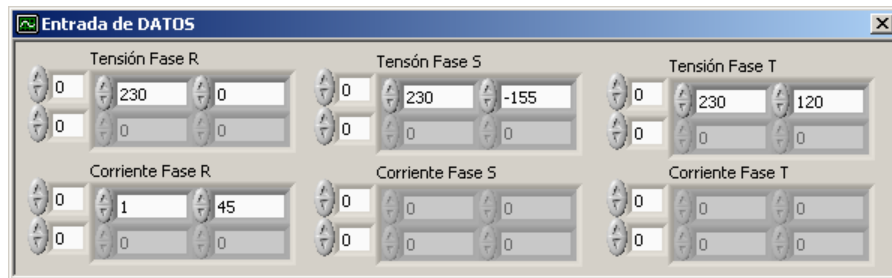 Entrada de DATOS
Tensión Fase R
Tensón Fase S
Tensión Fase T
0 230 0
0 230 -155
0 230 120
0 0 0
0 0 0
0 0 0
Corriente Fase R
Corriente Fase S
Corriente Fase T
0 1 45
0 0 0
0 0 0
0 0 0
0 0 0
0 0 0